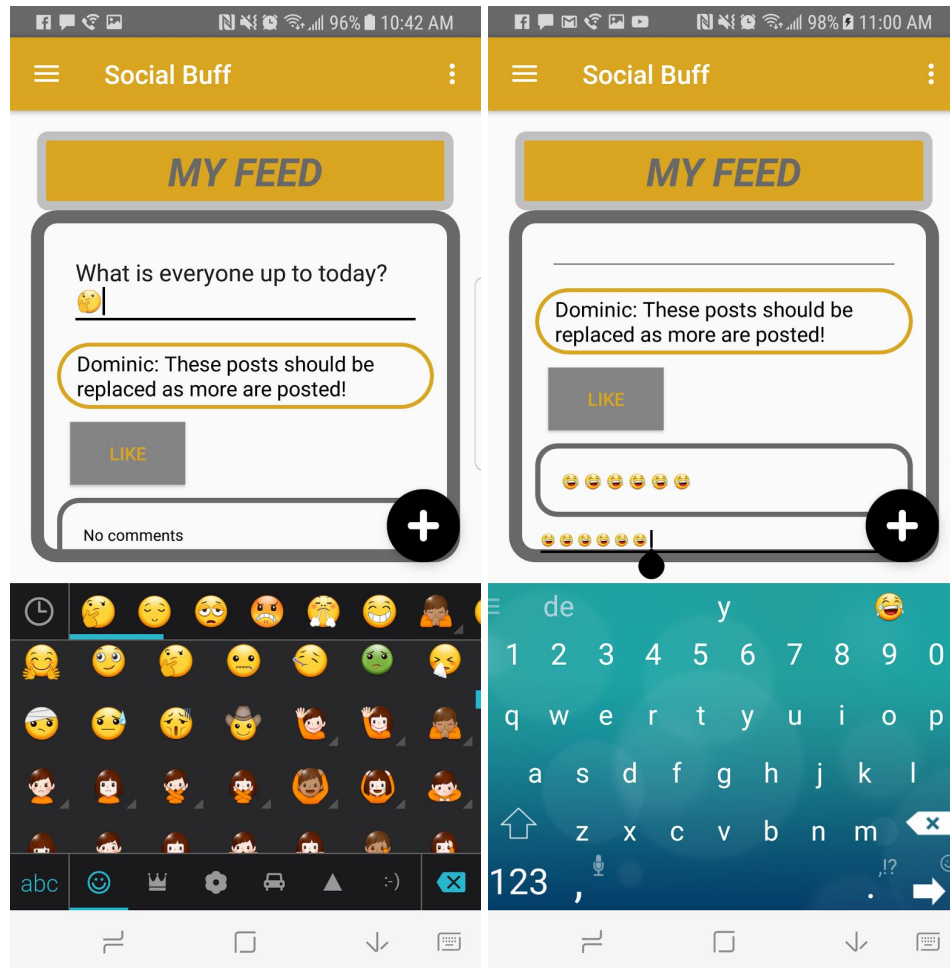 96% 10:42 AM
Social Buff
MY FEED
What is everyone up to today?
🤔
Dominic: These posts should be
replaced as more are posted!
LIKE
No comments
+
abc :-)
98% 11:00 AM
Social Buff
MY FEED
Dominic: These posts should be
replaced as more are posted!
LIKE
😂😂😂😂😂😂
+
😂😂😂😂😂😂
de y 😂
1 2 3 4 5 6 7 8 9 0
q w e r t y u i o p
a s d f g h j k l
z x c v b n m
123 , . ,!?